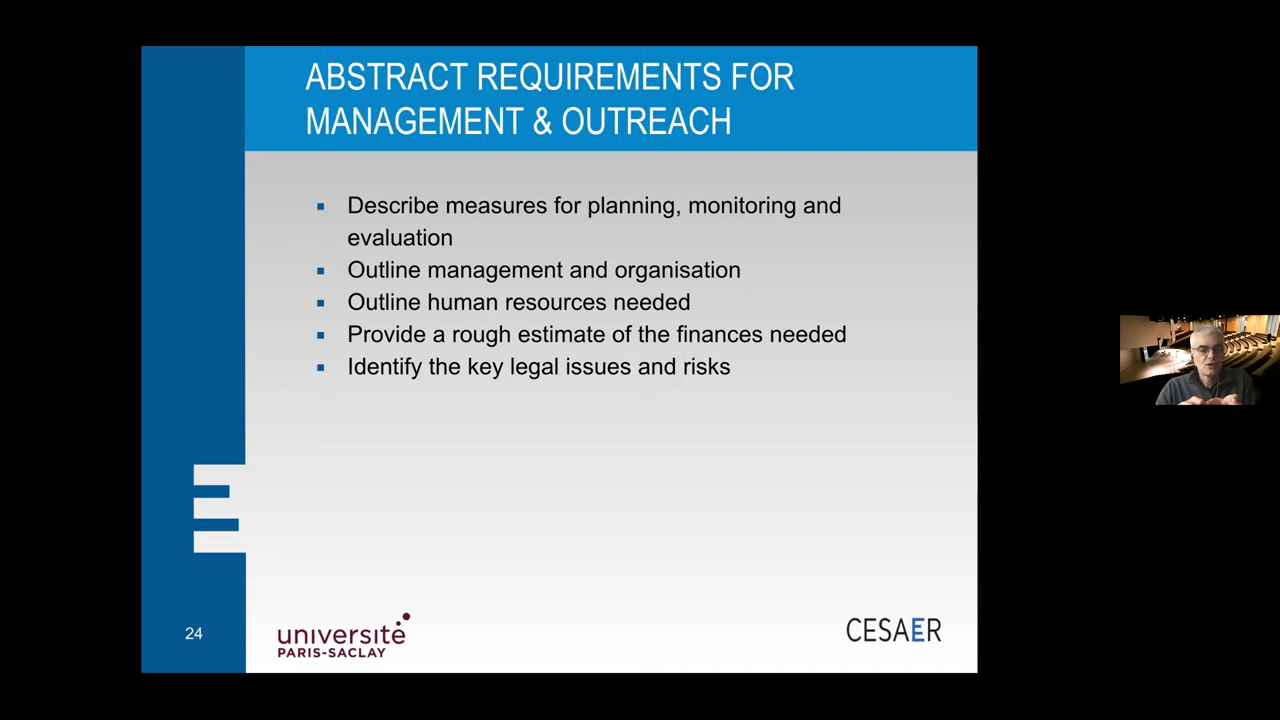 ABSTRACT REQUIREMENTS FOR
MANAGEMENT & OUTREACH
▪ Describe measures for planning, monitoring and
evaluation
▪ Outline management and organisation
▪ Outline human resources needed
▪ Provide a rough estimate of the finances needed
▪ Identify the key legal issues and risks
24
université
PARIS-SACLAY
CESAER